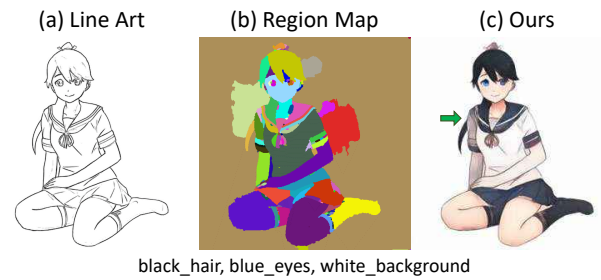 (a) Line Art
(b) Region Map
(c) Ours
black_hair, blue_eyes, white_background